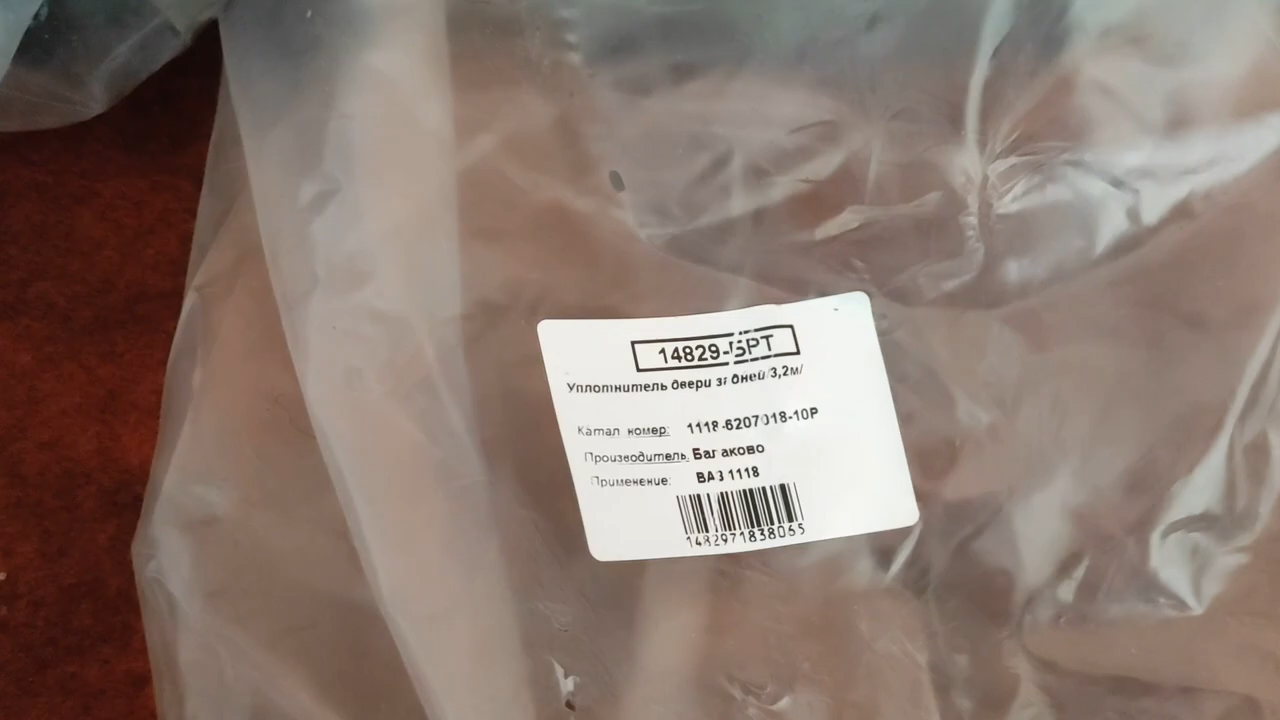 14829-БРТ
Уплотнитель двери задней/3,2м/
Катал. номер: 1118-6207018-10Р
Производитель: Балаково
Применение: ВАЗ 1118
1482971838065